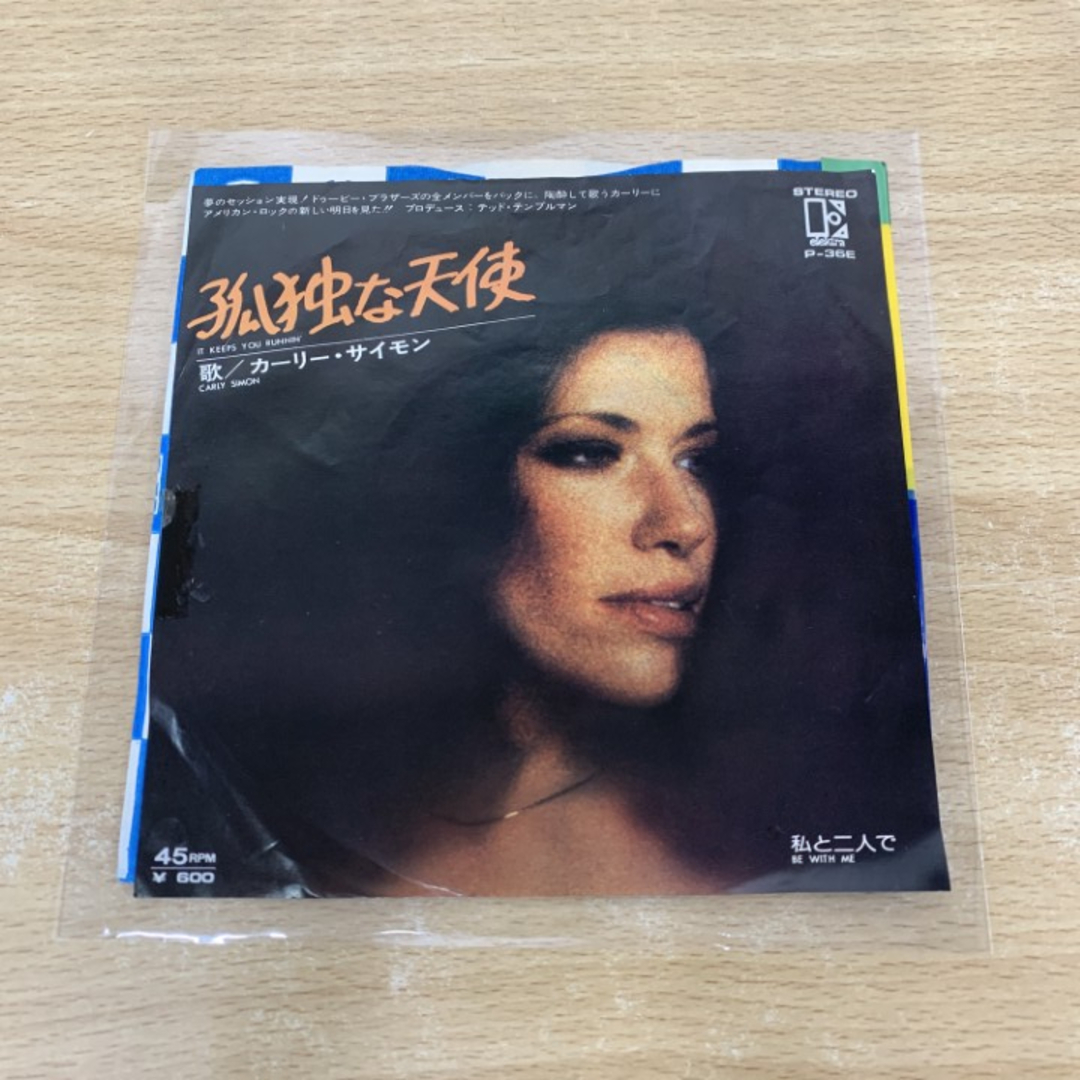 夢のセッション実現!ドゥービー・ブラザーズの全メンバーをバックに、陶酔して歌うカーリーに
アメリカン・ロックの新しい明日を見た!! プロデュース:テッド・テンプルマン
STEREO
P-36E
孤独な天使
IT KEEPS YOU RUNNIN'
歌/カーリー・サイモン
CARLY SIMON
45RPM
¥ 600
私と二人で
BE WITH ME